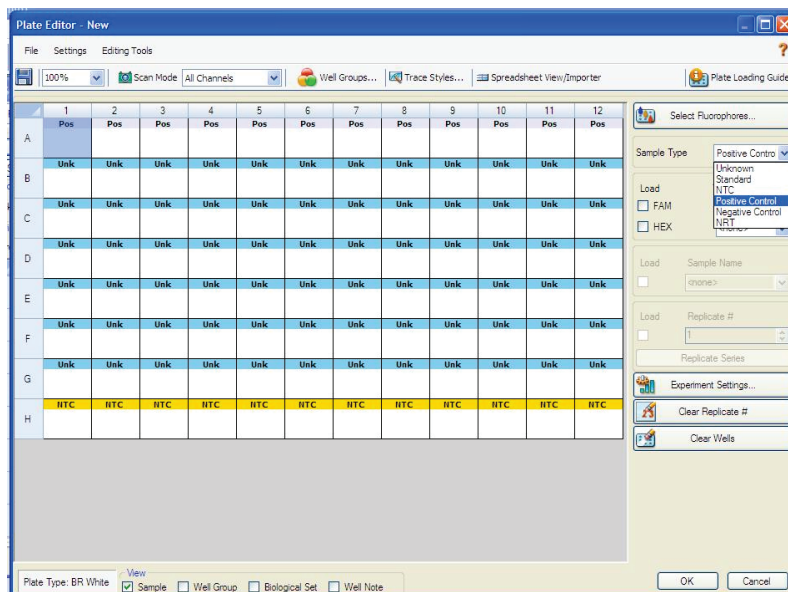 Plate Editor - New
File Settings Editing Tools ?
100% Scan Mode All Channels Well Groups... Trace Styles... Spreadsheet View/Importer Plate Loading Guide
1 2 3 4 5 6 7 8 9 10 11 12
A Pos Pos Pos Pos Pos Pos Pos Pos Pos Pos Pos Pos
B Unk Unk Unk Unk Unk Unk Unk Unk Unk Unk Unk Unk
C Unk Unk Unk Unk Unk Unk Unk Unk Unk Unk Unk Unk
D Unk Unk Unk Unk Unk Unk Unk Unk Unk Unk Unk Unk
E Unk Unk Unk Unk Unk Unk Unk Unk Unk Unk Unk Unk
F Unk Unk Unk Unk Unk Unk Unk Unk Unk Unk Unk Unk
G Unk Unk Unk Unk Unk Unk Unk Unk Unk Unk Unk Unk
H NTC NTC NTC NTC NTC NTC NTC NTC NTC NTC NTC NTC
Select Fluorophores...
Sample Type Positive Contro
Unknown
Standard
NTC
Positive Control
Negative Control
NRT
Load
FAM
HEX <none>
Load Sample Name
<none>
Load Replicate #
1
Replicate Series
Experiment Settings...
Clear Replicate #
Clear Wells
Plate Type: BR White
View
Sample Well Group Biological Set Well Note
OK Cancel